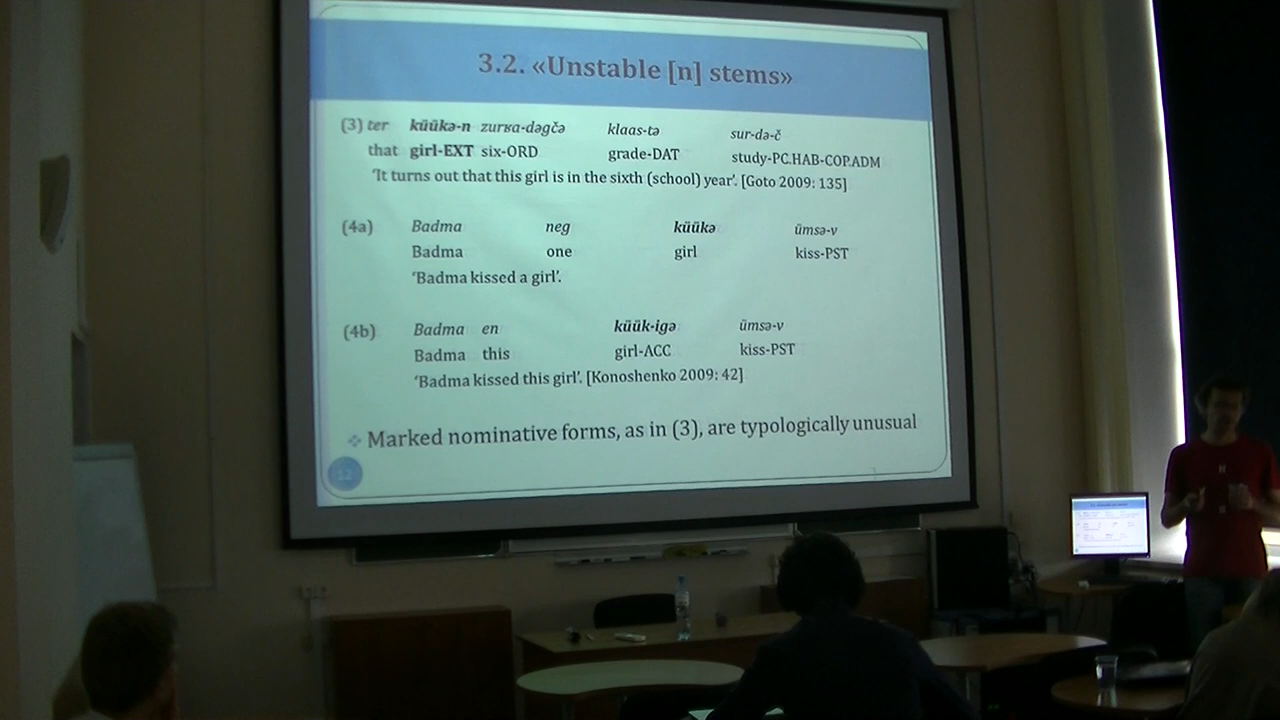 3.2. «Unstable [n] stems»
(3) ter küükə-n zurʁa-dəgčə klaas-tə sur-də-č
that girl-EXT six-ORD grade-DAT study-PC.HAB-COP.ADM
‘It turns out that this girl is in the sixth (school) year’. [Goto 2009: 135]
(4a) Badma neg küükə ümsə-v
Badma one girl kiss-PST
‘Badma kissed a girl’.
(4b) Badma en küük-igə ümsə-v
Badma this girl-ACC kiss-PST
‘Badma kissed this girl’. [Konoshenko 2009: 42]
❖ Marked nominative forms, as in (3), are typologically unusual
12